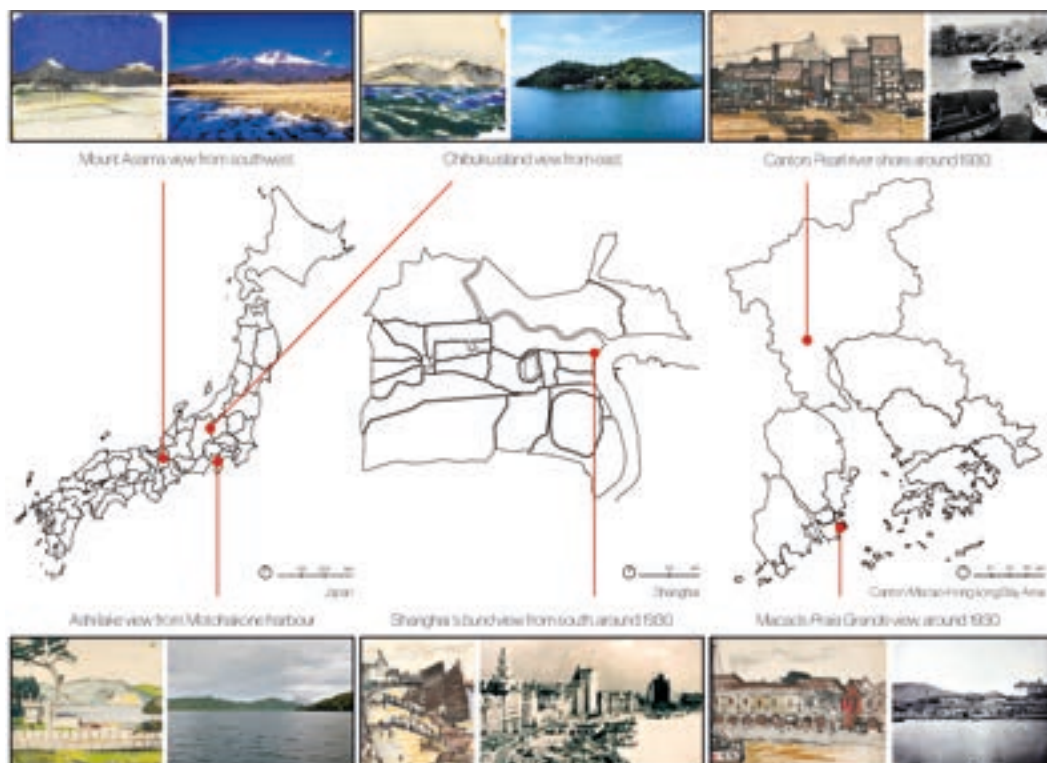 Mount Asama view from southwest
Chibuku island view from east
Canton Pearl river shore around 1930
Japan
Shanghai
Canton-Macao-Hong kong Bay Area
Ashi lake view from Motohakone harbour
Shanghai's bund view from south, around 1930
Macao's Praia Grande view around 1930